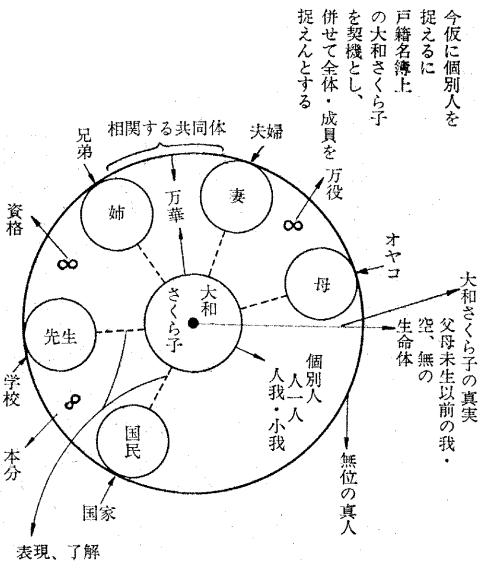 今仮に個別人を
捉えるに
戸籍名簿上
の大和さくら子
を契機とし、
併せて全体・成員を
捉えんとする
相関する共同体
夫婦
兄弟
万華
万役
姉
妻
∞
∞
資格
オヤコ
母
大和
さくら子
先生
大和さくら子の真実
父母未生以前の我・
空、無の
生命体
個別人
人一人
人我・小我
学校
∞
本分
国民
国家
無位の真人
表現、了解